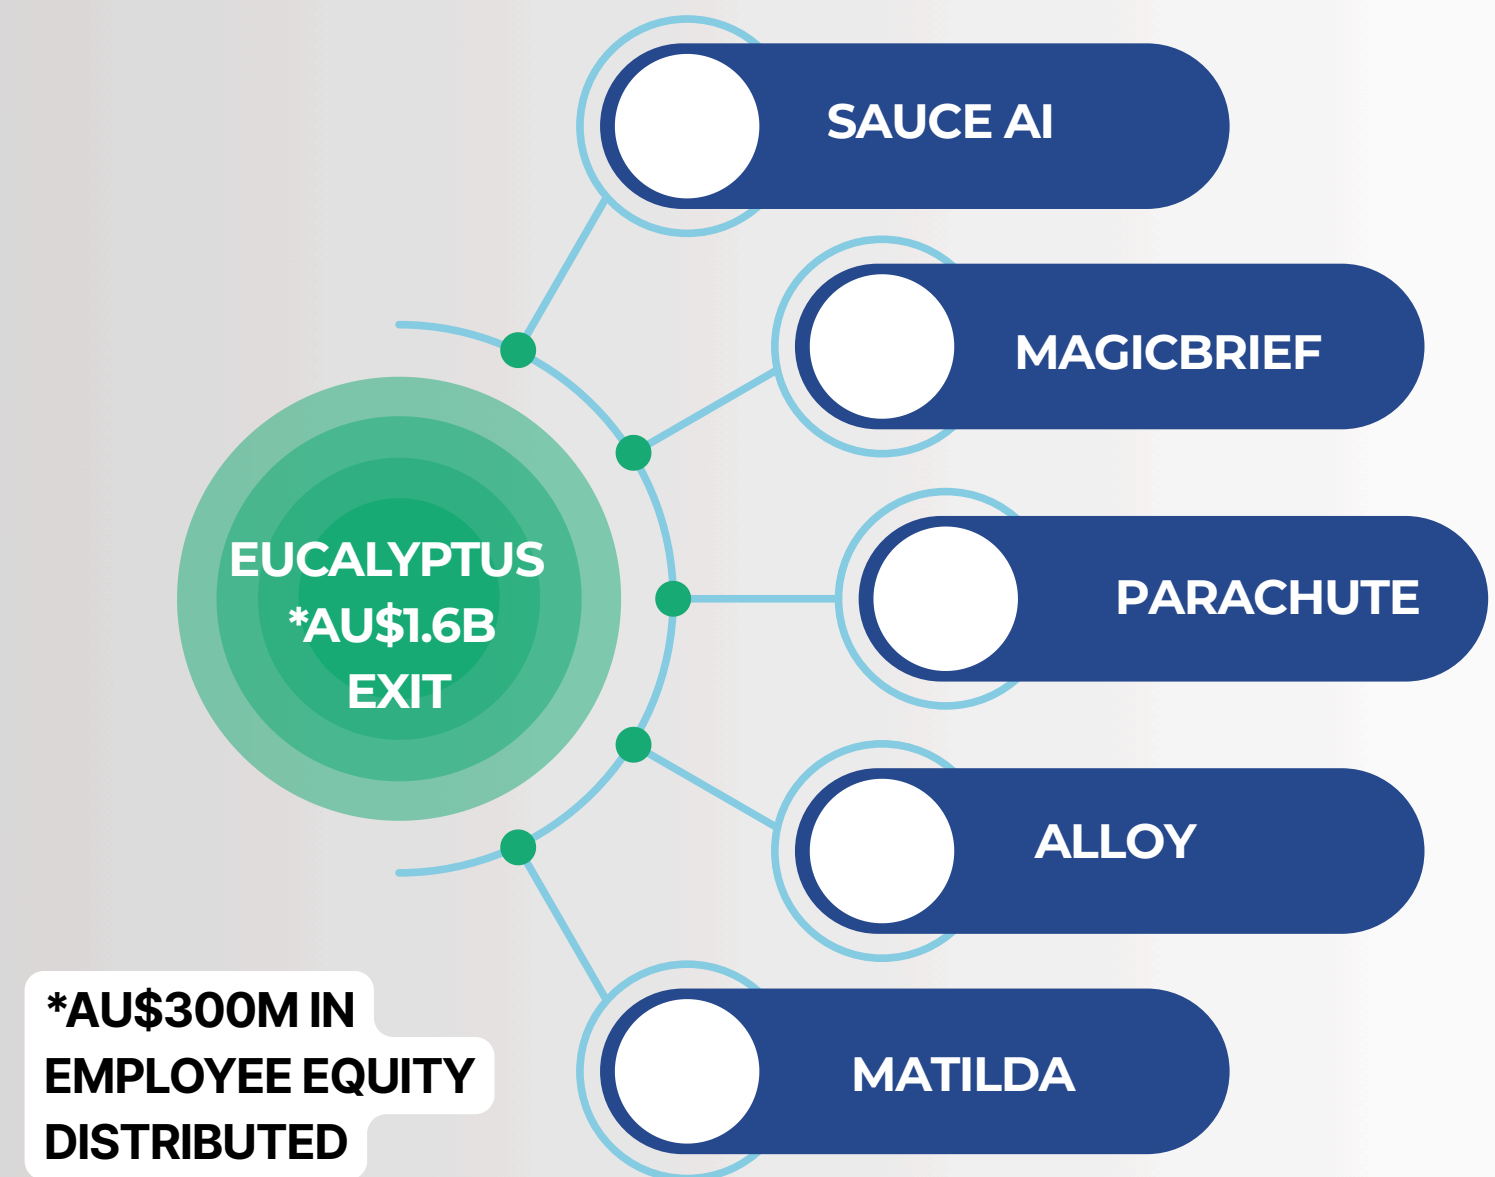 SAUCE AI
MAGICBRIEF
EUCALYPTUS
*AU$1.6B
EXIT
PARACHUTE
ALLOY
MATILDA
*AU$300M IN
EMPLOYEE EQUITY
DISTRIBUTED